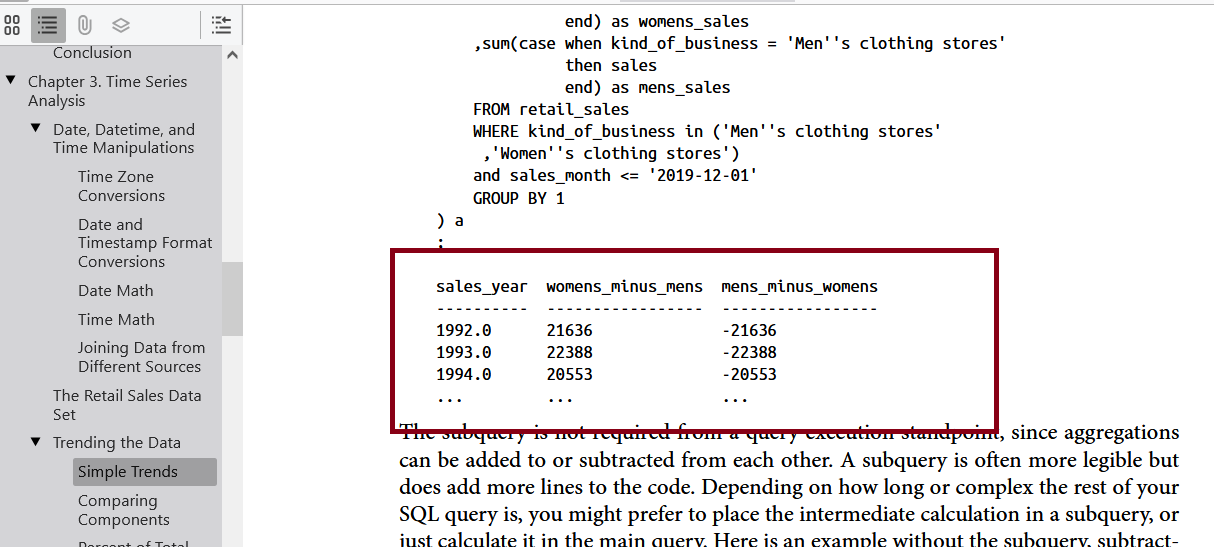 Conclusion
Chapter 3. Time Series
Analysis
Date, Datetime, and
Time Manipulations
Time Zone
Conversions
Date and
Timestamp Format
Conversions
Date Math
Time Math
Joining Data from
Different Sources
The Retail Sales Data
Set
Trending the Data
Simple Trends
Comparing
Components
Percent of Total
end) as womens_sales
,sum(case when kind_of_business = 'Men''s clothing stores'
then sales
end) as mens_sales
FROM retail_sales
WHERE kind_of_business in ('Men''s clothing stores'
,'Women''s clothing stores')
and sales_month <= '2019-12-01'
GROUP BY 1
) a
;
sales_year womens_minus_mens mens_minus_womens
---------- ----------------- -----------------
1992.0 21636 -21636
1993.0 22388 -22388
1994.0 20553 -20553
... ... ...
The subquery is not required from a query execution standpoint, since aggregations
can be added to or subtracted from each other. A subquery is often more legible but
does add more lines to the code. Depending on how long or complex the rest of your
SQL query is, you might prefer to place the intermediate calculation in a subquery, or
just calculate it in the main query. Here is an example without the subquery, subtract-